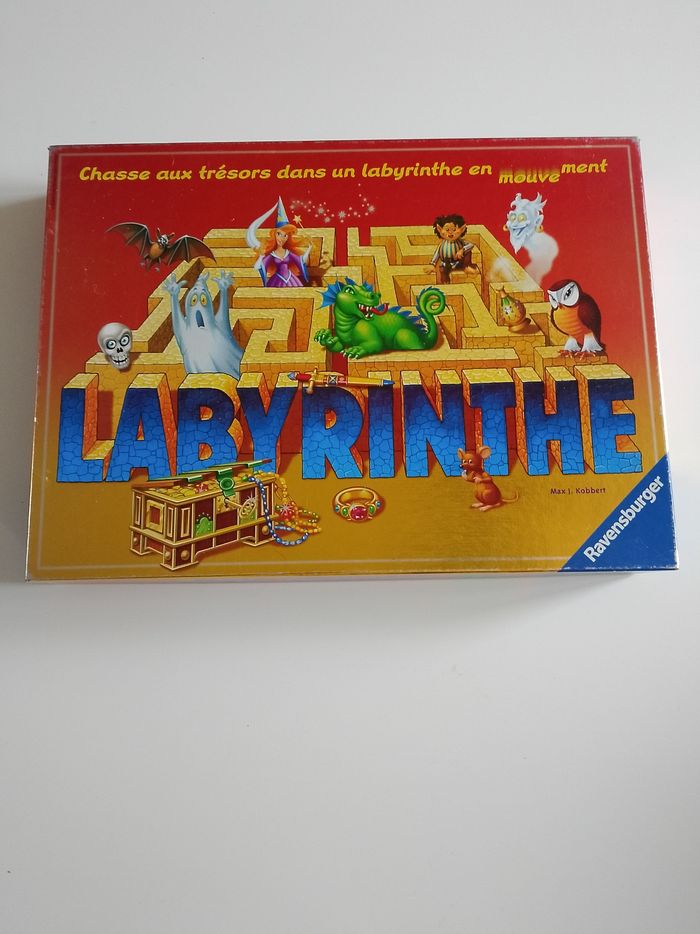 Chasse aux trésors dans un labyrinthe en mouvement
LABYRINTHE
Max J. Kobbert
Ravensburger